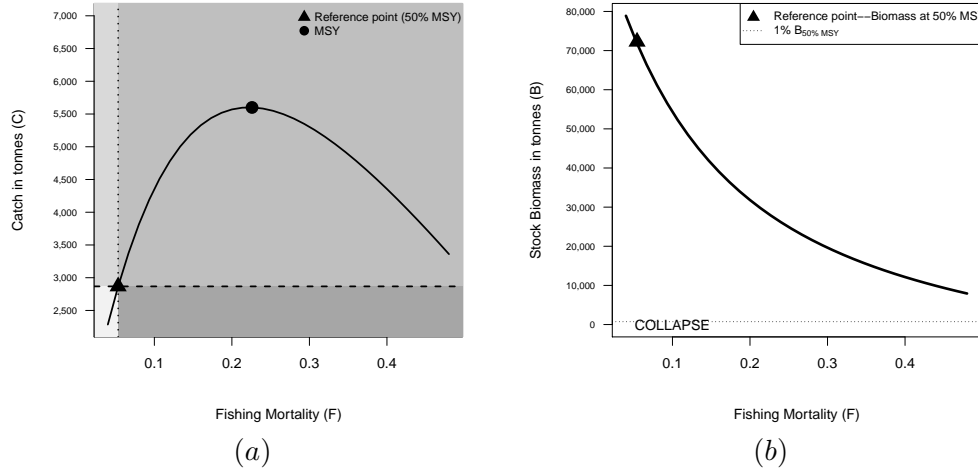 7,000
6,500
6,000
5,500
5,000
4,500
4,000
3,500
3,000
2,500
Catch in tonnes (C)
Reference point (50% MSY)
MSY
0.1 0.2 0.3 0.4
Fishing Mortality (F)
(a)
80,000
70,000
60,000
50,000
40,000
30,000
20,000
10,000
0
Stock Biomass in tonnes (B)
Reference point−−Biomass at 50% MS
1% B50% MSY
COLLAPSE
0.1 0.2 0.3 0.4
Fishing Mortality (F)
(b)